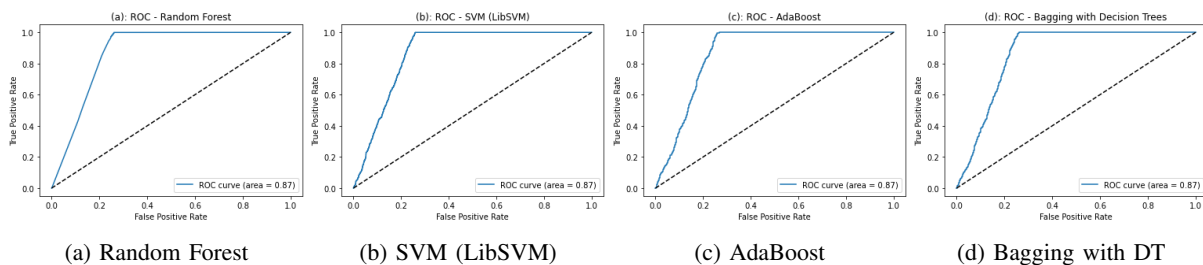 (a): ROC - Random Forest
1.0
0.8
0.6
0.4
0.2
0.0
True Positive Rate
ROC curve (area = 0.87)
0.0 0.2 0.4 0.6 0.8 1.0
False Positive Rate
(a) Random Forest
(b): ROC - SVM (LibSVM)
1.0
0.8
0.6
0.4
0.2
0.0
True Positive Rate
ROC curve (area = 0.87)
0.0 0.2 0.4 0.6 0.8 1.0
False Positive Rate
(b) SVM (LibSVM)
(c): ROC - AdaBoost
1.0
0.8
0.6
0.4
0.2
0.0
True Positive Rate
ROC curve (area = 0.87)
0.0 0.2 0.4 0.6 0.8 1.0
False Positive Rate
(c) AdaBoost
(d): ROC - Bagging with Decision Trees
1.0
0.8
0.6
0.4
0.2
0.0
True Positive Rate
ROC curve (area = 0.87)
0.0 0.2 0.4 0.6 0.8 1.0
False Positive Rate
(d) Bagging with DT